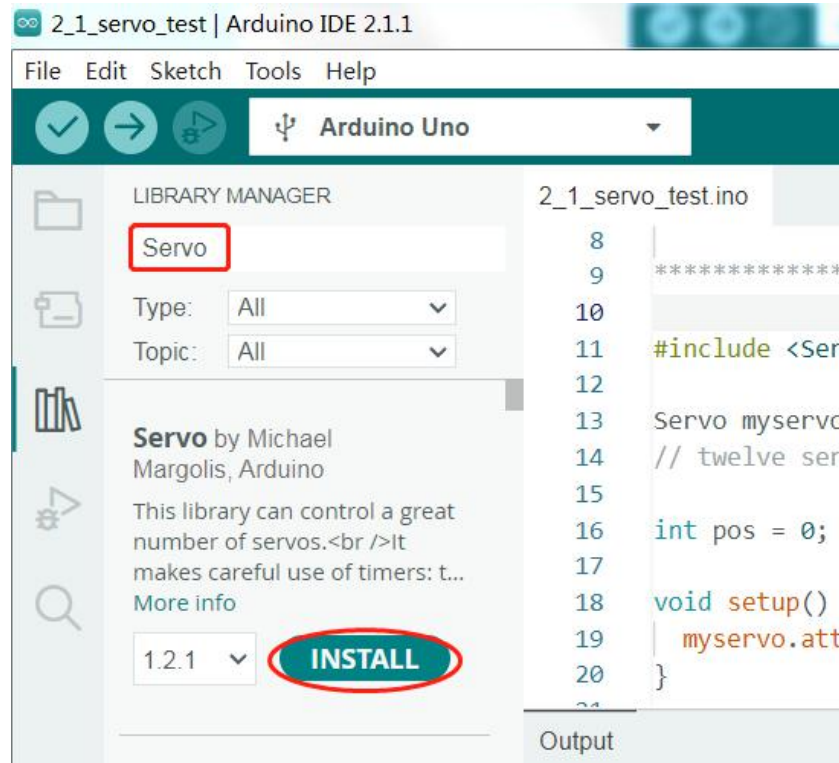 2_1_servo_test | Arduino IDE 2.1.1
File Edit Sketch Tools Help
Arduino Uno
LIBRARY MANAGER
Servo
Type: All
Topic: All
Servo by Michael
Margolis, Arduino
This library can control a great
number of servos.<br />It
makes careful use of timers: t...
More info
1.2.1
INSTALL
2_1_servo_test.ino
8
9 *************
10
11 #include <Ser
12
13 Servo myservo
14 // twelve ser
15
16 int pos = 0;
17
18 void setup()
19 myservo.att
20 }
Output